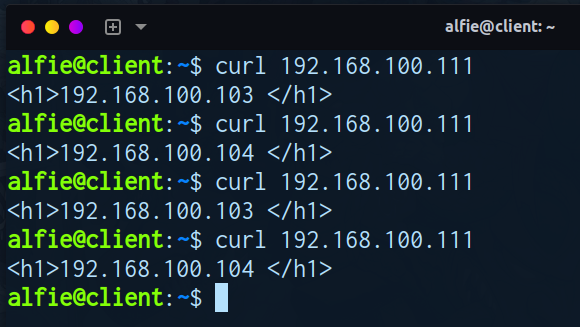 alfie@client: ~
alfie@client:~$ curl 192.168.100.111
<h1>192.168.100.103 </h1>
alfie@client:~$ curl 192.168.100.111
<h1>192.168.100.104 </h1>
alfie@client:~$ curl 192.168.100.111
<h1>192.168.100.103 </h1>
alfie@client:~$ curl 192.168.100.111
<h1>192.168.100.104 </h1>
alfie@client:~$